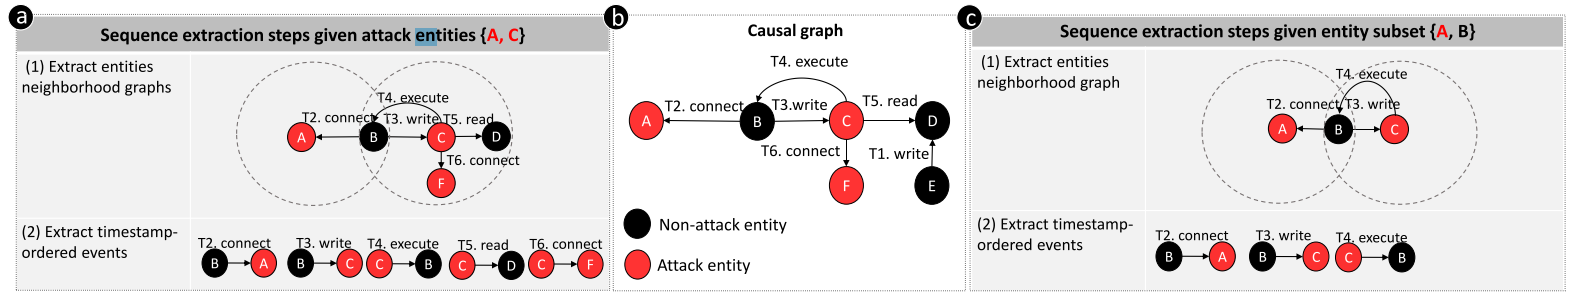 a
Sequence extraction steps given attack entities {A, C}
(1) Extract entities
neighborhood graphs
T4. execute
T2. connect
T3. write
T5. read
A
B
C
D
T6. connect
F
(2) Extract timestamp-
ordered events
T2. connect
T3. write
T4. execute
T5. read
T6. connect
B
A
B
C
C
B
C
D
C
F
b
Causal graph
T4. execute
T2. connect
T3.write
T5. read
A
B
C
D
T6. connect
T1. write
F
E
Non-attack entity
Attack entity
c
Sequence extraction steps given entity subset {A, B}
(1) Extract entities
neighborhood graph
T4. execute
T2. connect
T3. write
A
B
C
(2) Extract timestamp-
ordered events
T2. connect
T3. write
T4. execute
B
A
B
C
C
B